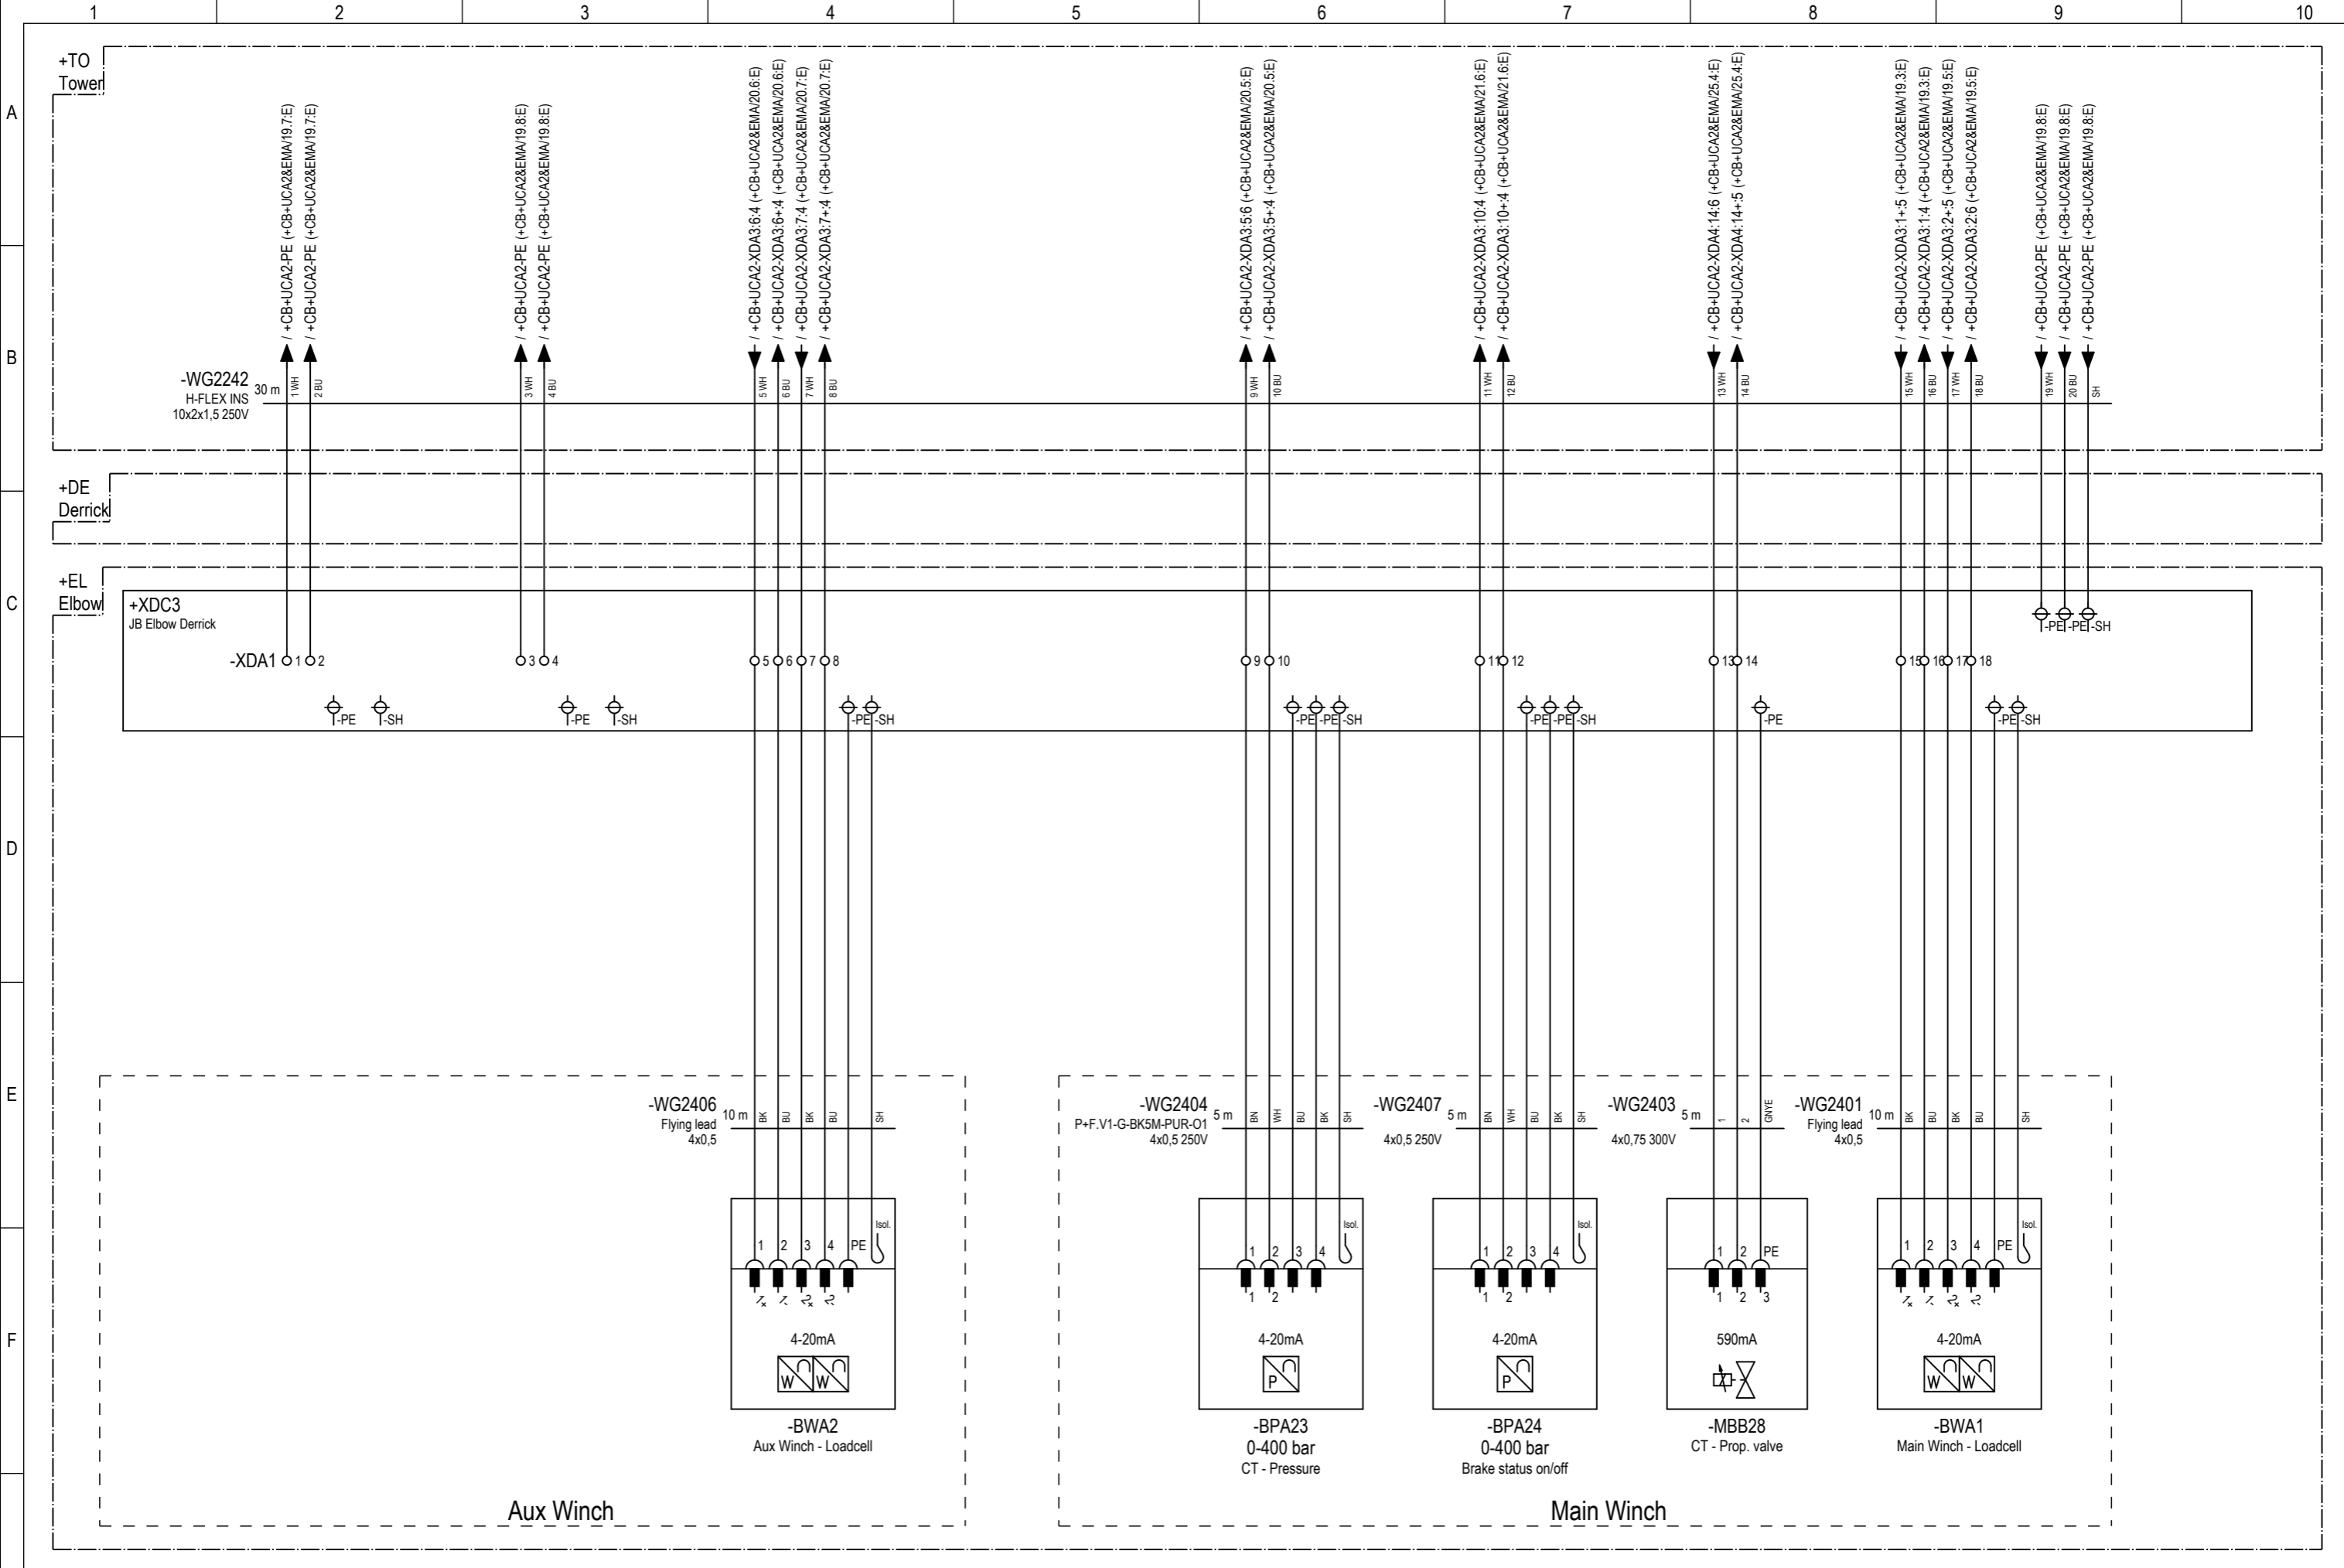 1 2 3 4 5 6 7 8 9 10
A
B
C
D
E
F
+TO
Tower
/ +CB+UCA2-PE (+CB+UCA2&EMA/19.7:E)
/ +CB+UCA2-PE (+CB+UCA2&EMA/19.7:E)
/ +CB+UCA2-PE (+CB+UCA2&EMA/19.8:E)
/ +CB+UCA2-PE (+CB+UCA2&EMA/19.8:E)
/ +CB+UCA2-XDA3:6:4 (+CB+UCA2&EMA/20.6:E)
/ +CB+UCA2-XDA3:6+:4 (+CB+UCA2&EMA/20.6:E)
/ +CB+UCA2-XDA3:7:4 (+CB+UCA2&EMA/20.7:E)
/ +CB+UCA2-XDA3:7+:4 (+CB+UCA2&EMA/20.7:E)
/ +CB+UCA2-XDA3:5:6 (+CB+UCA2&EMA/20.5:E)
/ +CB+UCA2-XDA3:5+:4 (+CB+UCA2&EMA/20.5:E)
/ +CB+UCA2-XDA3:10:4 (+CB+UCA2&EMA/21.6:E)
/ +CB+UCA2-XDA3:10+:4 (+CB+UCA2&EMA/21.6:E)
/ +CB+UCA2-XDA4:14:6 (+CB+UCA2&EMA/25.4:E)
/ +CB+UCA2-XDA4:14+:5 (+CB+UCA2&EMA/25.4:E)
/ +CB+UCA2-XDA3:1+:5 (+CB+UCA2&EMA/19.3:E)
/ +CB+UCA2-XDA3:1:4 (+CB+UCA2&EMA/19.3:E)
/ +CB+UCA2-XDA3:2+:5 (+CB+UCA2&EMA/19.5:E)
/ +CB+UCA2-XDA3:2:6 (+CB+UCA2&EMA/19.5:E)
/ +CB+UCA2-PE (+CB+UCA2&EMA/19.8:E)
/ +CB+UCA2-PE (+CB+UCA2&EMA/19.8:E)
/ +CB+UCA2-PE (+CB+UCA2&EMA/19.8:E)
-WG2242
H-FLEX INS
10x2x1,5 250V
30 m
1 WH
2 BU
3 WH
4 BU
5 WH
6 BU
7 WH
8 BU
9 WH
10 BU
11 WH
12 BU
13 WH
14 BU
15 WH
16 BU
17 WH
18 BU
19 WH
20 BU
SH
+DE
Derrick
+EL
Elbow
+XDC3
JB Elbow Derrick
-PE -PE -SH
-XDA1 1 2 3 4 5 6 7 8 9 10 11 12 13 14 15 16 17 18
-PE -SH -PE -SH -PE -SH -PE -PE -SH -PE -PE -SH -PE -PE -SH
-WG2406
Flying lead
4x0,5
10 m
BK
BU
BK
BU
SH
-WG2404
P+F.V1-G-BK5M-PUR-O1
4x0,5 250V
5 m
BN
WH
BU
BK
SH
-WG2407
4x0,5 250V
5 m
BN
WH
BU
BK
SH
-WG2403
4x0,75 300V
5 m
1
2
GNYE
-WG2401
Flying lead
4x0,5
10 m
BK
BU
BK
BU
SH
Isol.
1 2 3 4 PE
1+ 1- 2+ 2-
4-20mA
W W
-BWA2
Aux Winch - Loadcell
Isol.
1 2 3 4
1 2
4-20mA
P
-BPA23
0-400 bar
CT - Pressure
Isol.
1 2 3 4
1 2
4-20mA
P
-BPA24
0-400 bar
Brake status on/off
1 2 PE
1 2 3
590mA
-MBB28
CT - Prop. valve
Isol.
1 2 3 4 PE
1+ 1- 2+ 2-
4-20mA
W W
-BWA1
Main Winch - Loadcell
Aux Winch
Main Winch